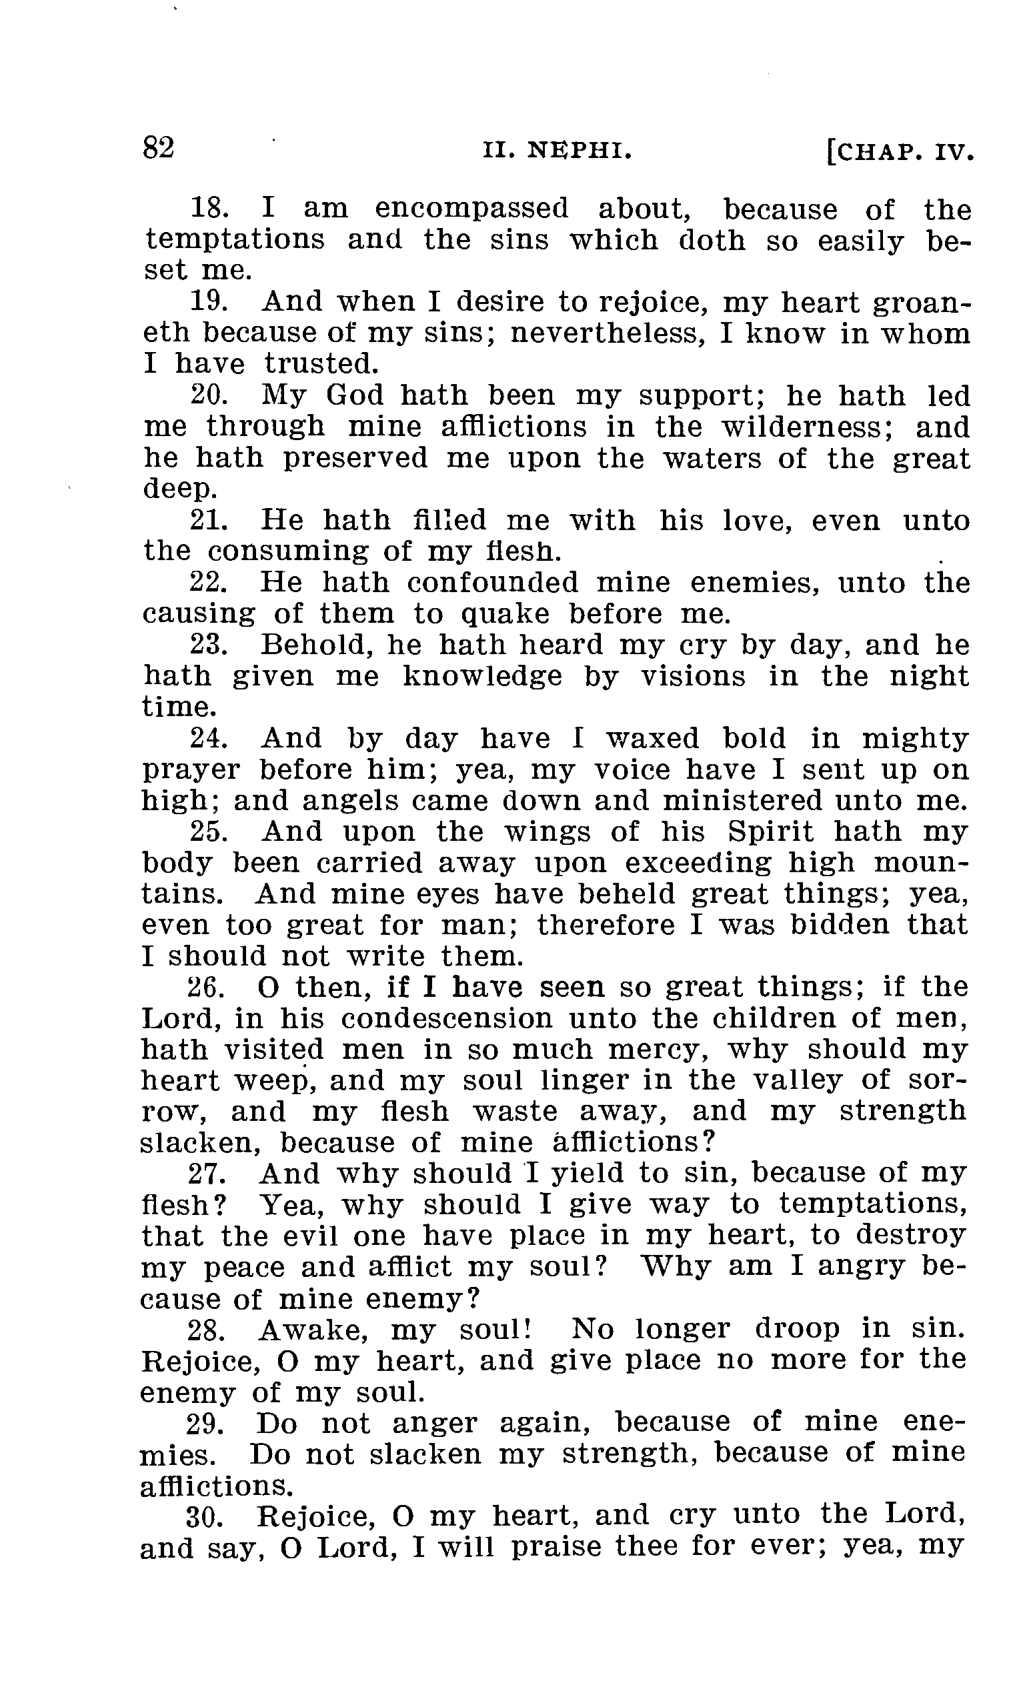 82 II. NEPHI. [CHAP. IV.
18. I am encompassed about, because of the
temptations and the sins which doth so easily be-
set me.
19. And when I desire to rejoice, my heart groan-
eth because of my sins; nevertheless, I know in whom
I have trusted.
20. My God hath been my support; he hath led
me through mine afflictions in the wilderness; and
he hath preserved me upon the waters of the great
deep.
21. He hath filled me with his love, even unto
the consuming of my flesh.
22. He hath confounded mine enemies, unto the
causing of them to quake before me.
23. Behold, he hath heard my cry by day, and he
hath given me knowledge by visions in the night
time.
24. And by day have I waxed bold in mighty
prayer before him; yea, my voice have I sent up on
high; and angels came down and ministered unto me.
25. And upon the wings of his Spirit hath my
body been carried away upon exceeding high moun-
tains. And mine eyes have beheld great things; yea,
even too great for man; therefore I was bidden that
I should not write them.
26. O then, if I have seen so great things; if the
Lord, in his condescension unto the children of men,
hath visited men in so much mercy, why should my
heart weep, and my soul linger in the valley of sor-
row, and my flesh waste away, and my strength
slacken, because of mine afflictions?
27. And why should I yield to sin, because of my
flesh? Yea, why should I give way to temptations,
that the evil one have place in my heart, to destroy
my peace and afflict my soul? Why am I angry be-
cause of mine enemy?
28. Awake, my soul! No longer droop in sin.
Rejoice, O my heart, and give place no more for the
enemy of my soul.
29. Do not anger again, because of mine ene-
mies. Do not slacken my strength, because of mine
afflictions.
30. Rejoice, O my heart, and cry unto the Lord,
and say, O Lord, I will praise thee for ever; yea, my